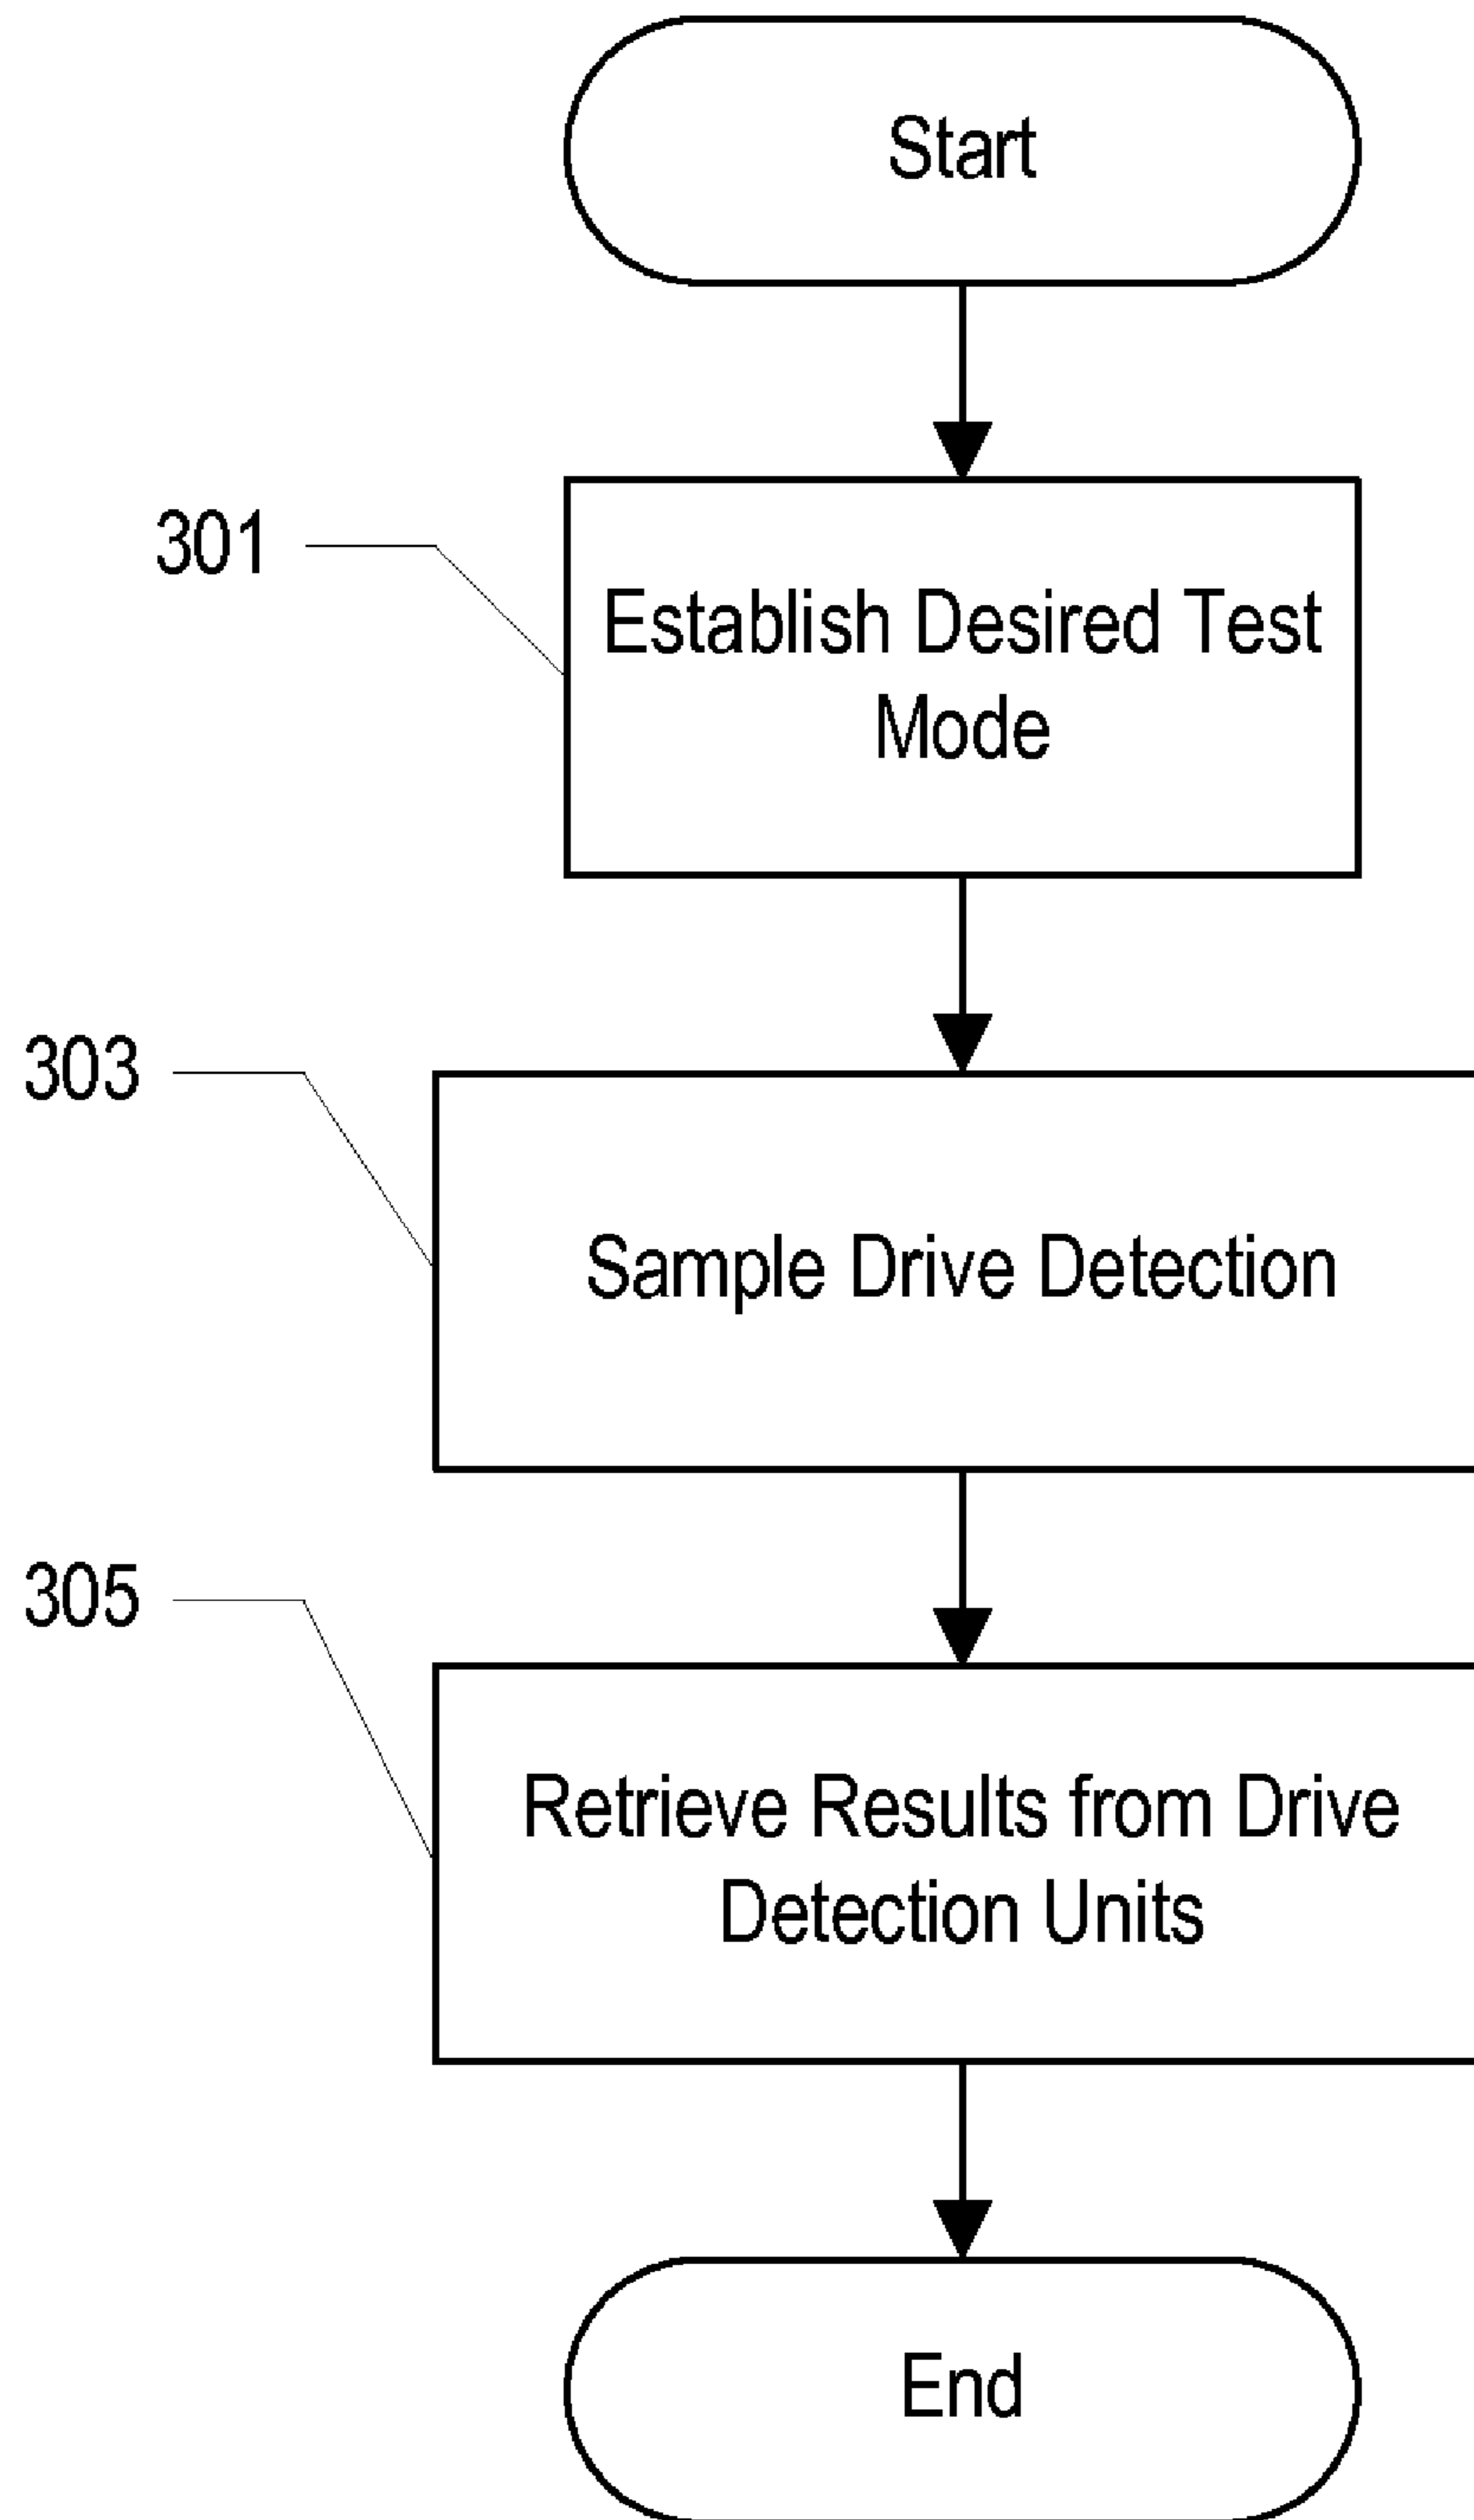 Start
301
Establish Desired Test
Mode
303
Sample Drive Detection
305
Retrieve Results from Drive
Detection Units
End